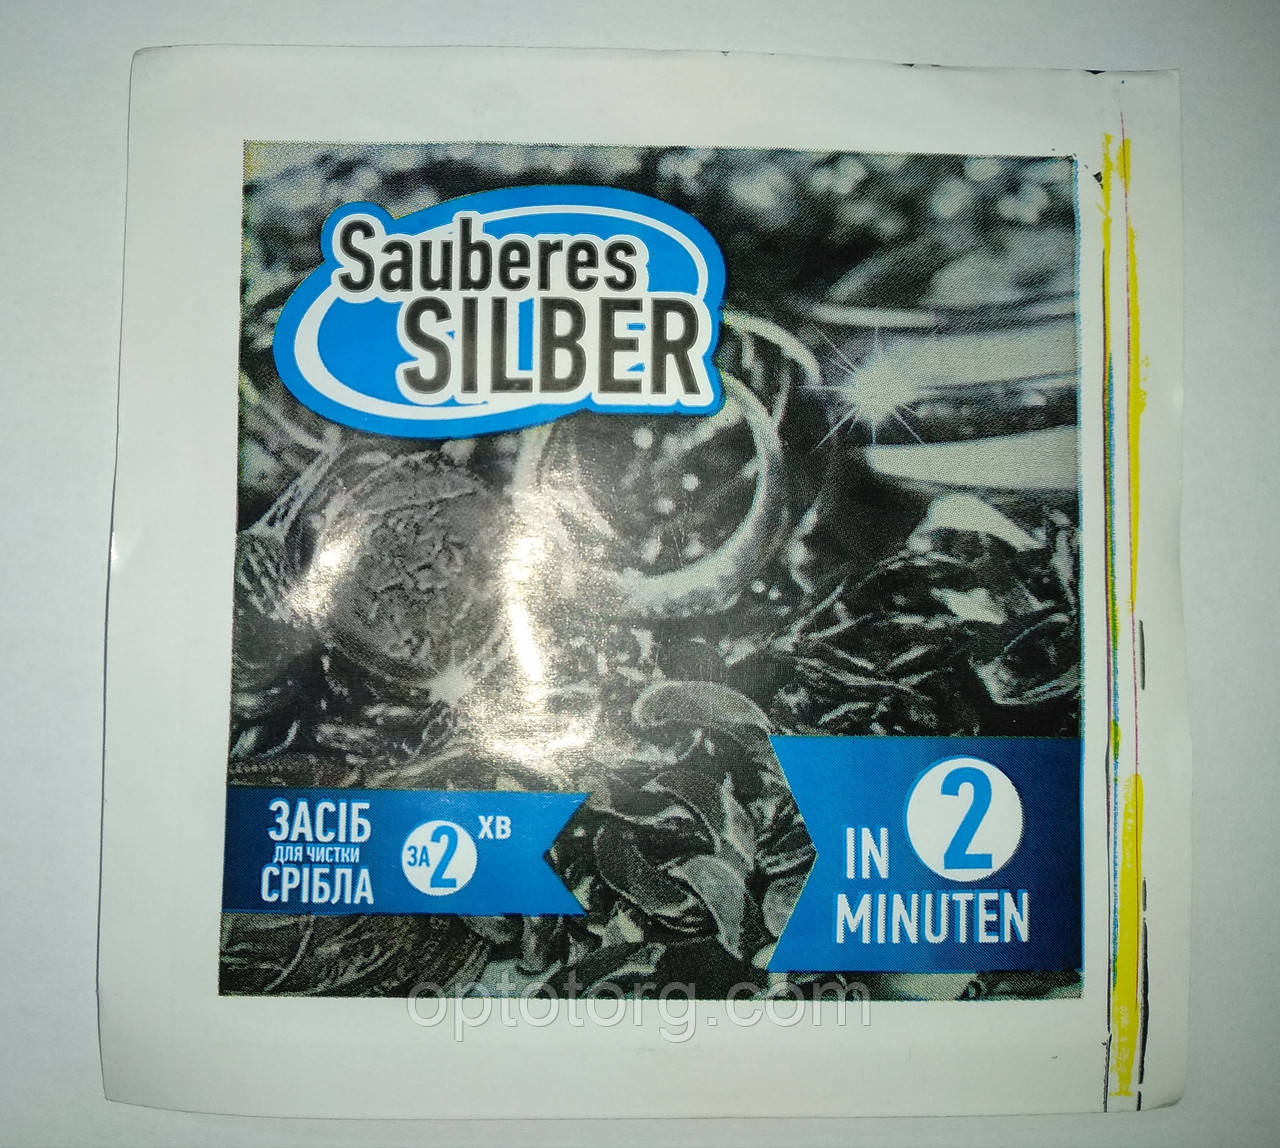 Sauberes
SILBER
ЗАСІБ
ДЛЯ ЧИСТКИ
СРІБЛА
ЗА 2 ХВ
IN 2
MINUTEN
optotorg.com